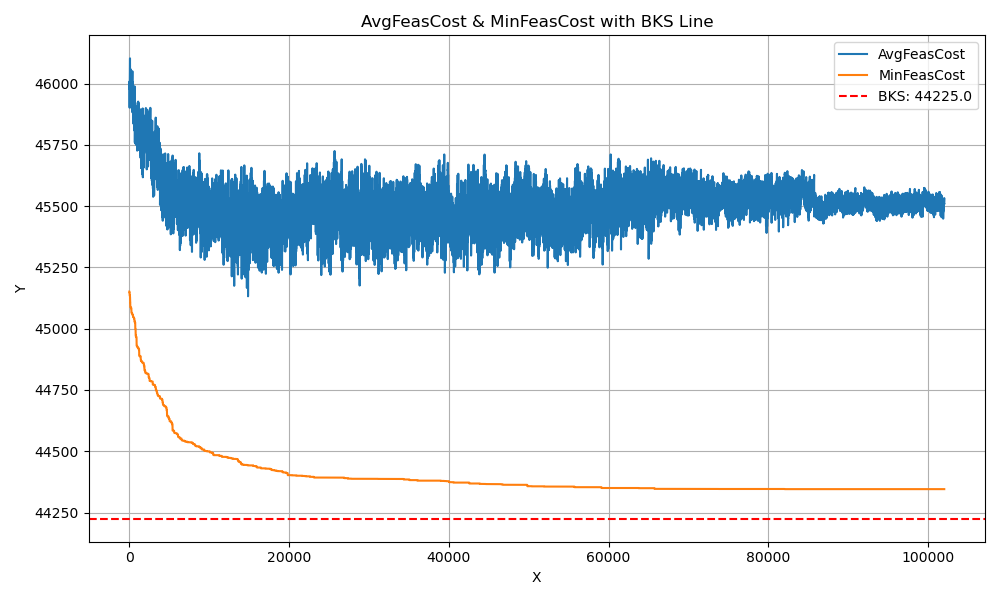 AvgFeasCost & MinFeasCost with BKS Line
AvgFeasCost
MinFeasCost
BKS: 44225.0
Y
46000
45750
45500
45250
45000
44750
44500
44250
0 20000 40000 60000 80000 100000
X